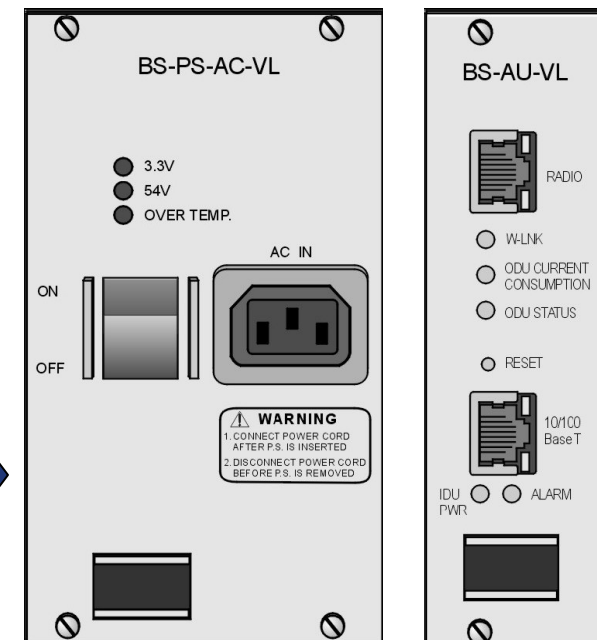 BS-PS-AC-VL
3.3V
54V
OVER TEMP.
AC IN
ON
OFF
WARNING
1. CONNECT POWER CORD
AFTER P.S. IS INSERTED
2. DISCONNECT POWER CORD
BEFORE P.S. IS REMOVED
BS-AU-VL
RADIO
W-LNK
ODU CURRENT
CONSUMPTION
ODU STATUS
RESET
10/100
Base T
IDU
PWR
ALARM